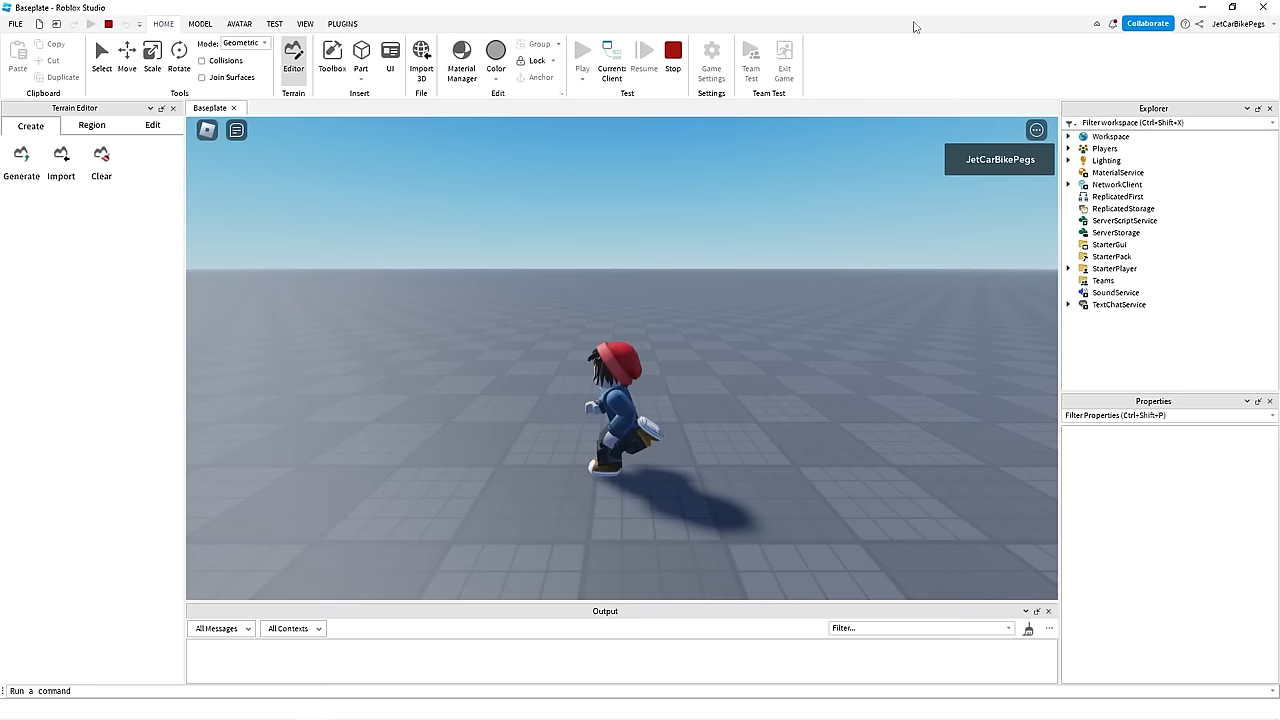 Baseplate - Roblox Studio
FILE HOME MODEL AVATAR TEST VIEW PLUGINS Collaborate JetCarBikePegs
Paste Copy Cut Duplicate
Clipboard
Select Move Scale Rotate
Mode: Geometric
Collisions
Join Surfaces
Tools
Editor
Terrain
Toolbox Part UI
Insert
Import 3D
File
Material Manager
Color
Group
Lock
Anchor
Edit
Play
Current: Client
Resume
Stop
Test
Game Settings
Settings
Team Test
Exit Game
Team Test
Terrain Editor
Create Region Edit
Generate Import Clear
Baseplate
JetCarBikePegs
Explorer
Filter workspace (Ctrl+Shift+X)
Workspace
Players
Lighting
MaterialService
NetworkClient
ReplicatedFirst
ReplicatedStorage
ServerScriptService
ServerStorage
StarterGui
StarterPack
StarterPlayer
Teams
SoundService
TextChatService
Properties
Filter Properties (Ctrl+Shift+P)
Output
All Messages All Contexts Filter...
Run a command